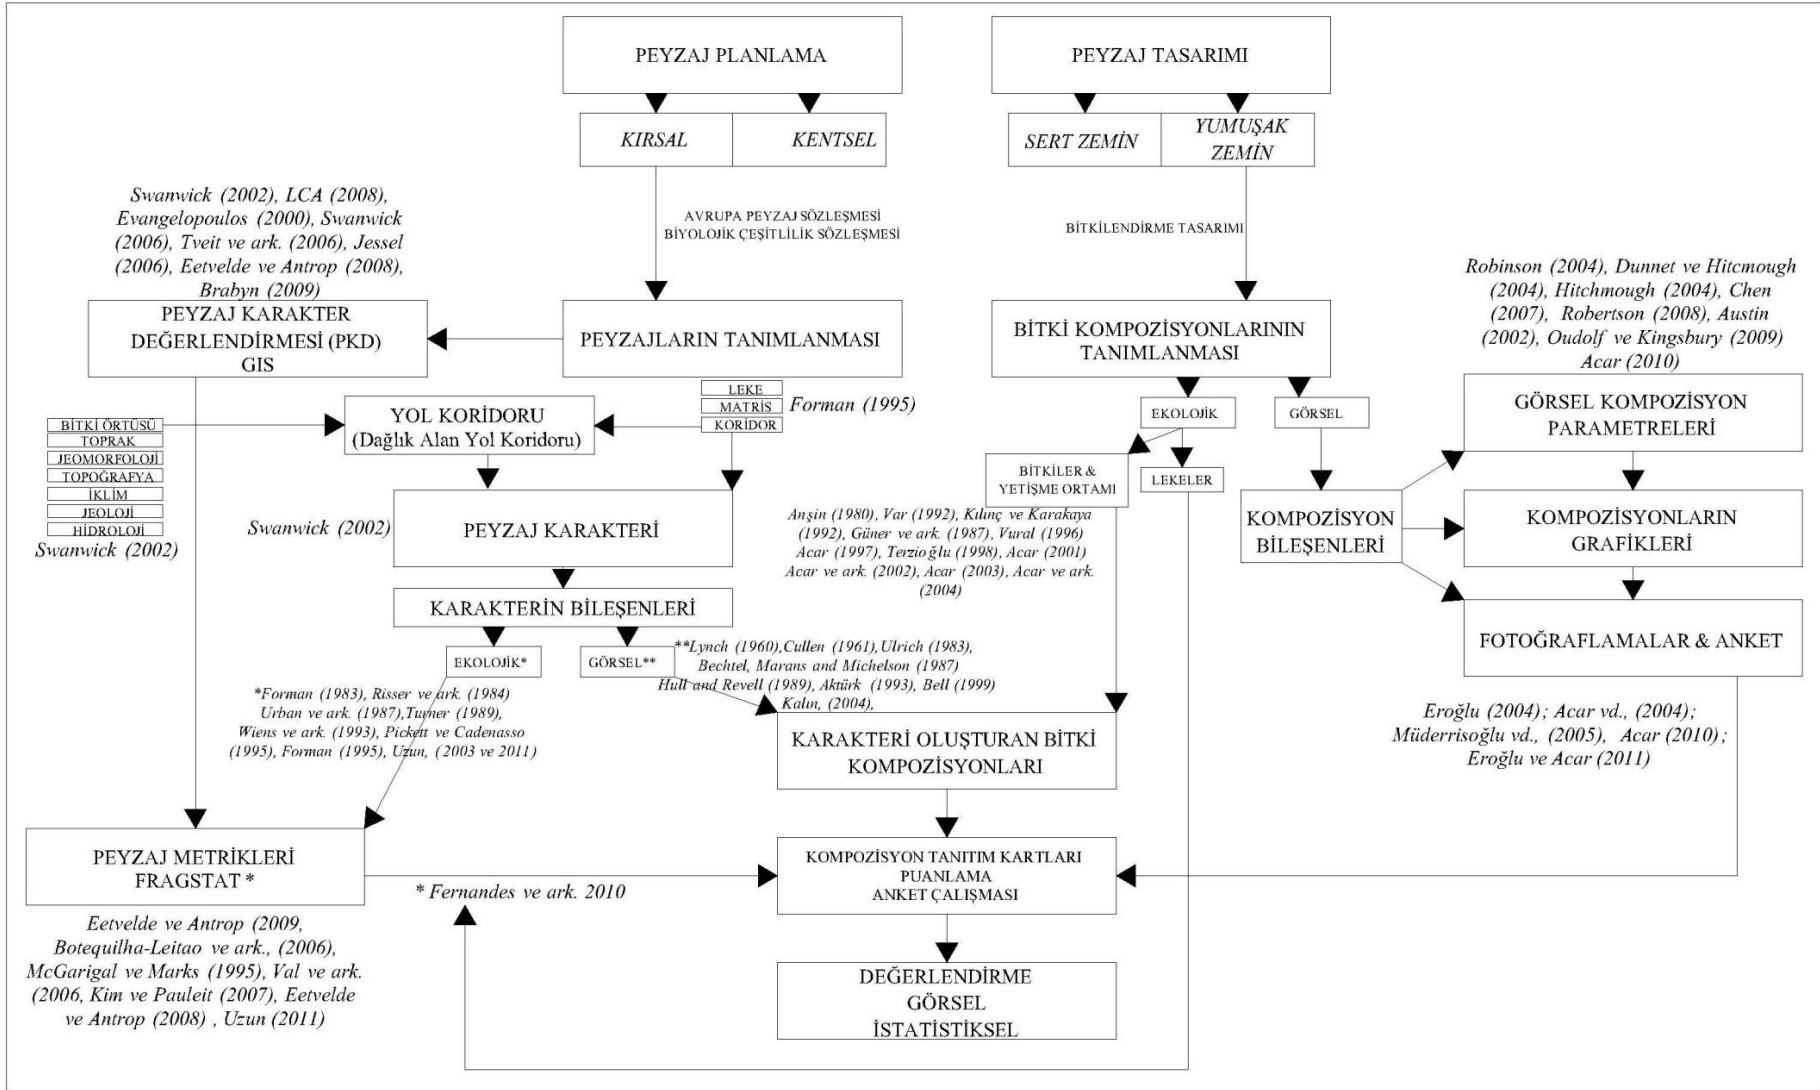 PEYZAJ PLANLAMA
PEYZAJ TASARIMI
KIRSAL
KENTSEL
SERT ZEMİN
YUMUŞAK
ZEMİN
Swanwick (2002), LCA (2008),
Evangelopoulos (2000), Swanwick
(2006), Tveit ve ark. (2006), Jessel
(2006), Eetvelde ve Antrop (2008),
Brabyn (2009)
AVRUPA PEYZAJ SÖZLEŞMESİ
BİYOLOJİK ÇEŞİTLİLİK SÖZLEŞMESİ
BİTKİLENDİRME TASARIMI
Robinson (2004), Dunnet ve Hitcmough
(2004), Hitchmough (2004), Chen
(2007), Robertson (2008), Austin
(2002), Oudolf ve Kingsbury (2009)
Acar (2010)
PEYZAJ KARAKTER
DEĞERLENDİRMESİ (PKD)
GIS
PEYZAJLARIN TANIMLANMASI
BİTKİ KOMPOZİSYONLARININ
TANIMLANMASI
LEKE
MATRİS
KORİDOR
Forman (1995)
YOL KORİDORU
(Dağlık Alan Yol Koridoru)
EKOLOJİK
GÖRSEL
GÖRSEL KOMPOZİSYON
PARAMETRELERİ
BİTKİ ÖRTÜSÜ
TOPRAK
JEOMORFOLOJİ
TOPOĞRAFYA
İKLİM
JEOLOJİ
HİDROLOJİ
Swanwick (2002)
BİTKİLER &
YETİŞME ORTAMI
LEKELER
Swanwick (2002)
PEYZAJ KARAKTERİ
Anşin (1980), Var (1992), Kılınç ve Karakaya
(1992), Güner ve ark. (1987), Vural (1996)
Acar (1997), Terzioğlu (1998), Acar (2001)
Acar ve ark. (2002), Acar (2003), Acar ve ark.
(2004)
KOMPOZİSYON
BİLEŞENLERİ
KOMPOZİSYONLARIN
GRAFİKLERİ
KARAKTERİN BİLEŞENLERİ
FOTOĞRAFLAMALAR & ANKET
EKOLOJİK*
GÖRSEL**
**Lynch (1960),Cullen (1961),Ulrich (1983),
Bechtel, Marans and Michelson (1987)
Hull and Revell (1989), Aktürk (1993), Bell (1999)
Kalın, (2004),
*Forman (1983), Risser ve ark. (1984)
Urban ve ark. (1987),Turner (1989),
Wiens ve ark. (1993), Pickett ve Cadenasso
(1995), Forman (1995), Uzun, (2003 ve 2011)
KARAKTERİ OLUŞTURAN BİTKİ
KOMPOZİSYONLARI
Eroğlu (2004); Acar vd., (2004);
Müderrisoğlu vd., (2005), Acar (2010);
Eroğlu ve Acar (2011)
PEYZAJ METRİKLERİ
FRAGSTAT *
* Fernandes ve ark. 2010
KOMPOZİSYON TANITIM KARTLARI
PUANLAMA
ANKET ÇALIŞMASI
Eetvelde ve Antrop (2009,
Botequilha-Leitao ve ark., (2006),
McGarigal ve Marks (1995), Val ve ark.
(2006, Kim ve Pauleit (2007), Eetvelde
ve Antrop (2008) , Uzun (2011)
DEĞERLENDİRME
GÖRSEL
İSTATİSTİKSEL